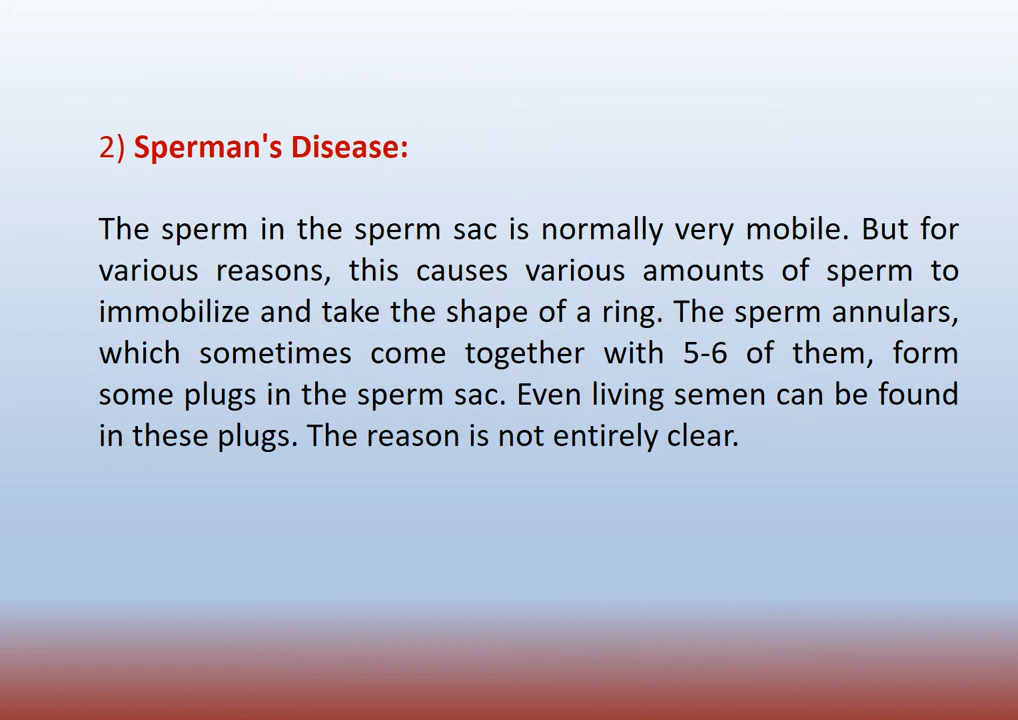 2) Sperman's Disease:
The sperm in the sperm sac is normally very mobile. But for
various reasons, this causes various amounts of sperm to
immobilize and take the shape of a ring. The sperm annulars,
which sometimes come together with 5-6 of them, form
some plugs in the sperm sac. Even living semen can be found
in these plugs. The reason is not entirely clear.